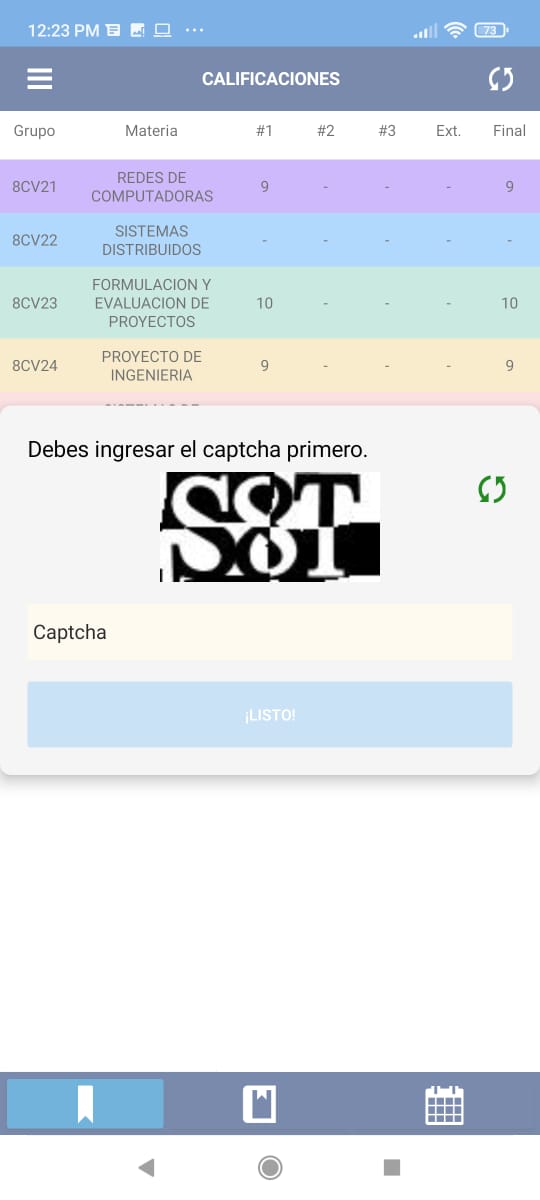 12:23 PM
73
CALIFICACIONES
Grupo Materia #1 #2 #3 Ext. Final
8CV21 REDES DE COMPUTADORAS 9 - - - 9
8CV22 SISTEMAS DISTRIBUIDOS - - - - -
8CV23 FORMULACION Y EVALUACION DE PROYECTOS 10 - - - 10
8CV24 PROYECTO DE INGENIERIA 9 - - - 9
Debes ingresar el captcha primero.
S8T
Captcha
¡LISTO!